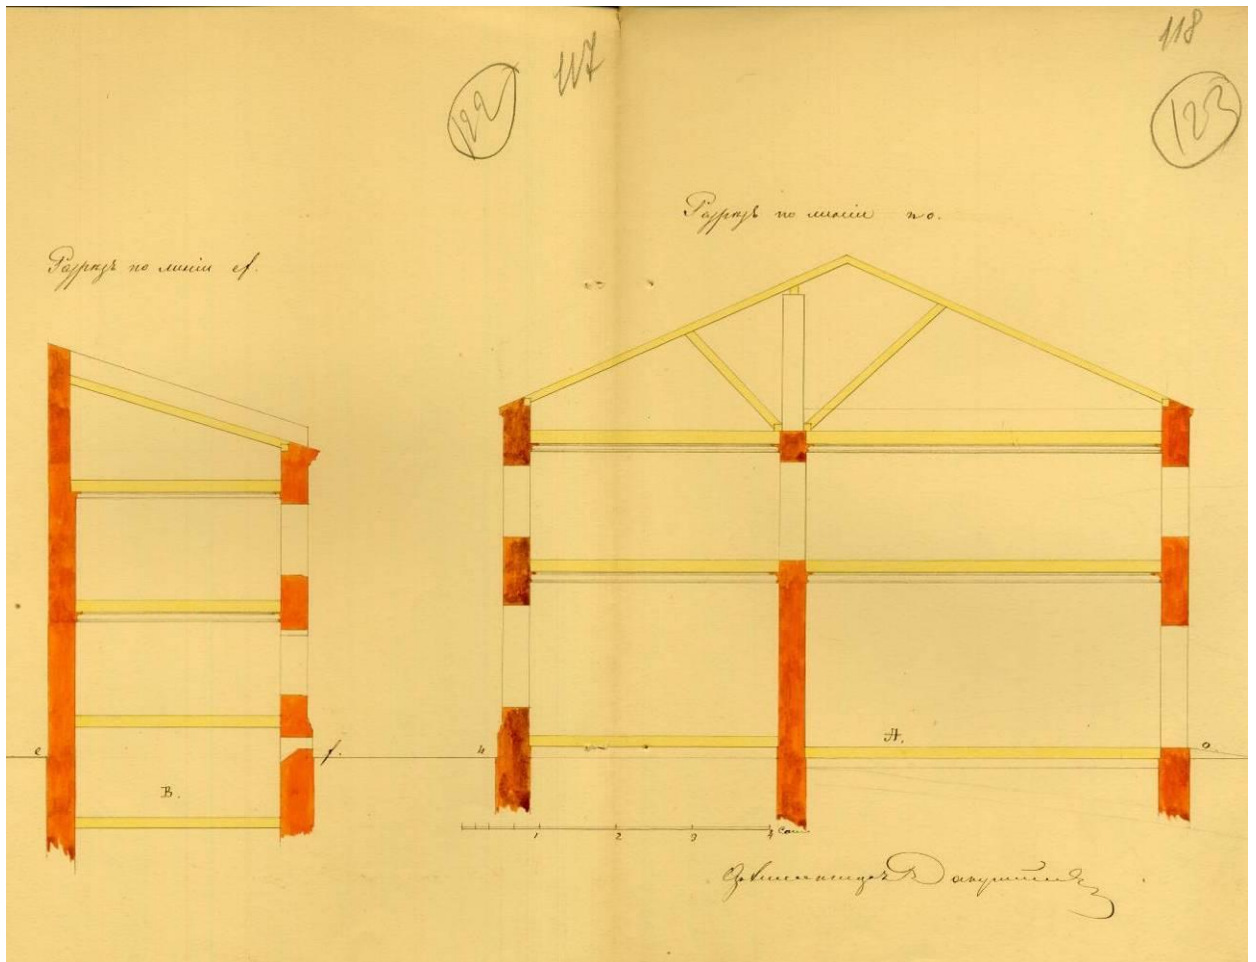 122
117
118
123
Разрѣзъ по линіи no.
Разрѣзъ по линіи ef.
A.
e
f.
n
o
B.
1 2 3 4 Саж